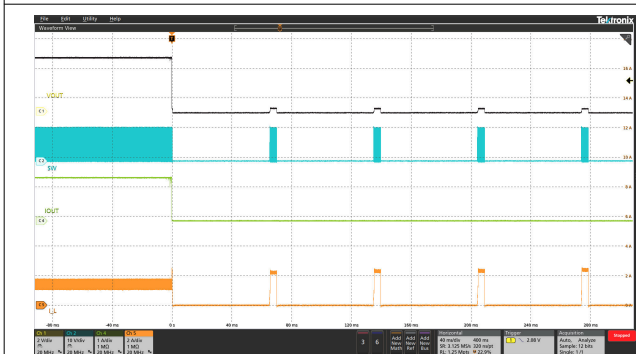 File Edit Utility Help
Tektronix
Waveform View
T
VOUT
C1
16 A
14 A
12 A
C2
SW
10 A
8 A
IOUT
C4
6 A
4 A
2 A
C3
IL
-80 ms -40 ms 0 s 40 ms 80 ms 120 ms 160 ms 200 ms 240 ms 280 ms
Ch 1 Ch 2 Ch 4 Ch 3
2 V/div 10 V/div 1 A/div 2 A/div
1 MΩ 1 MΩ
20 MHz 20 MHz 20 MHz 20 MHz
3 6
Add New Math Add New Ref Add New Bus
Horizontal
40 ms/div 400 ms
SR: 3.125 MS/s 320 ns/pt
RL: 1.25 Mpts 22.9%
Trigger
1 2.88 V
Acquisition
Auto, Analyze
Sample: 12 bits
Single: 1/1
Stopped